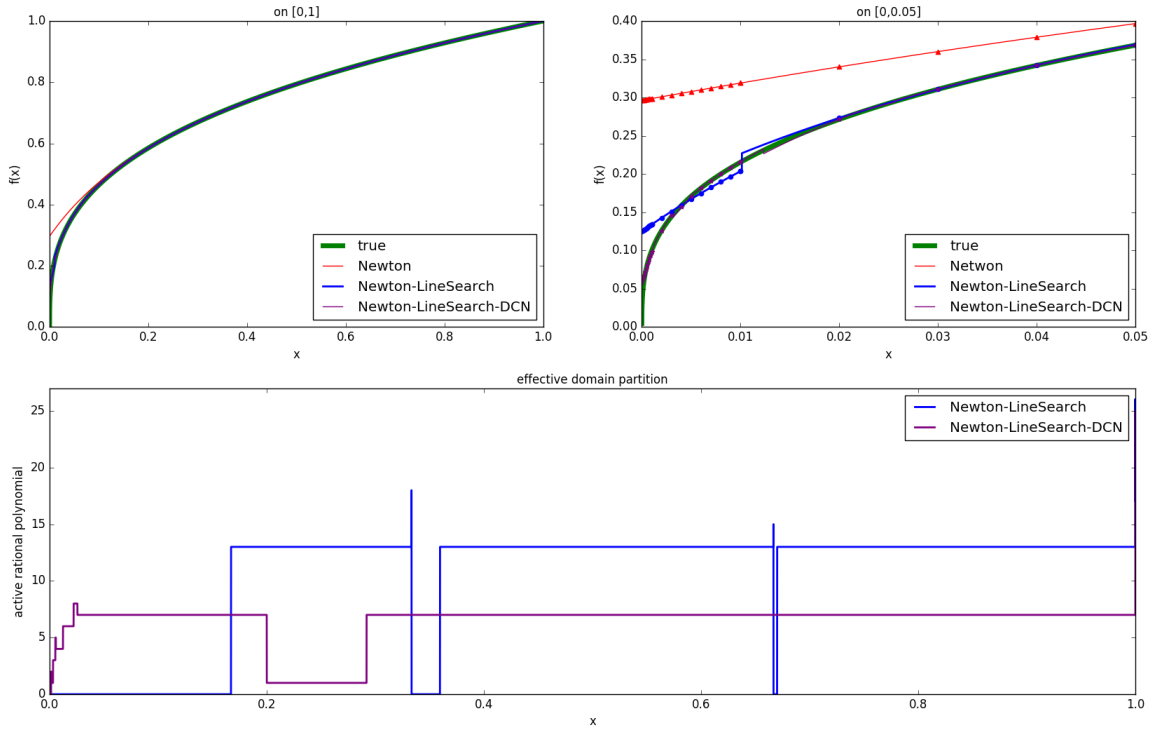 on [0,1]
1.0
0.8
0.6
0.4
0.2
0.0
f(x)
true
Newton
Newton-LineSearch
Newton-LineSearch-DCN
0.0 0.2 0.4 0.6 0.8 1.0
x
on [0,0.05]
0.40
0.35
0.30
0.25
0.20
0.15
0.10
0.05
0.00
f(x)
true
Netwon
Newton-LineSearch
Newton-LineSearch-DCN
0.00 0.01 0.02 0.03 0.04 0.05
x
effective domain partition
25
20
15
10
5
0
active rational polynomial
Newton-LineSearch
Newton-LineSearch-DCN
0.0 0.2 0.4 0.6 0.8 1.0
x